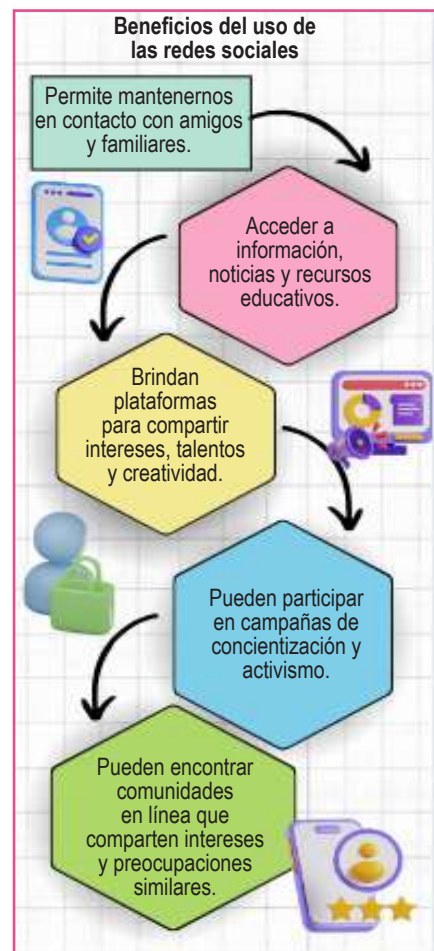 Beneficios del uso de
las redes sociales
Permite mantenernos
en contacto con amigos
y familiares.
Acceder a
información,
noticias y recursos
educativos.
Brindan
plataformas
para compartir
intereses, talentos
y creatividad.
Pueden participar
en campañas de
concientización y
activismo.
Pueden encontrar
comunidades
en línea que
comparten intereses
y preocupaciones
similares.